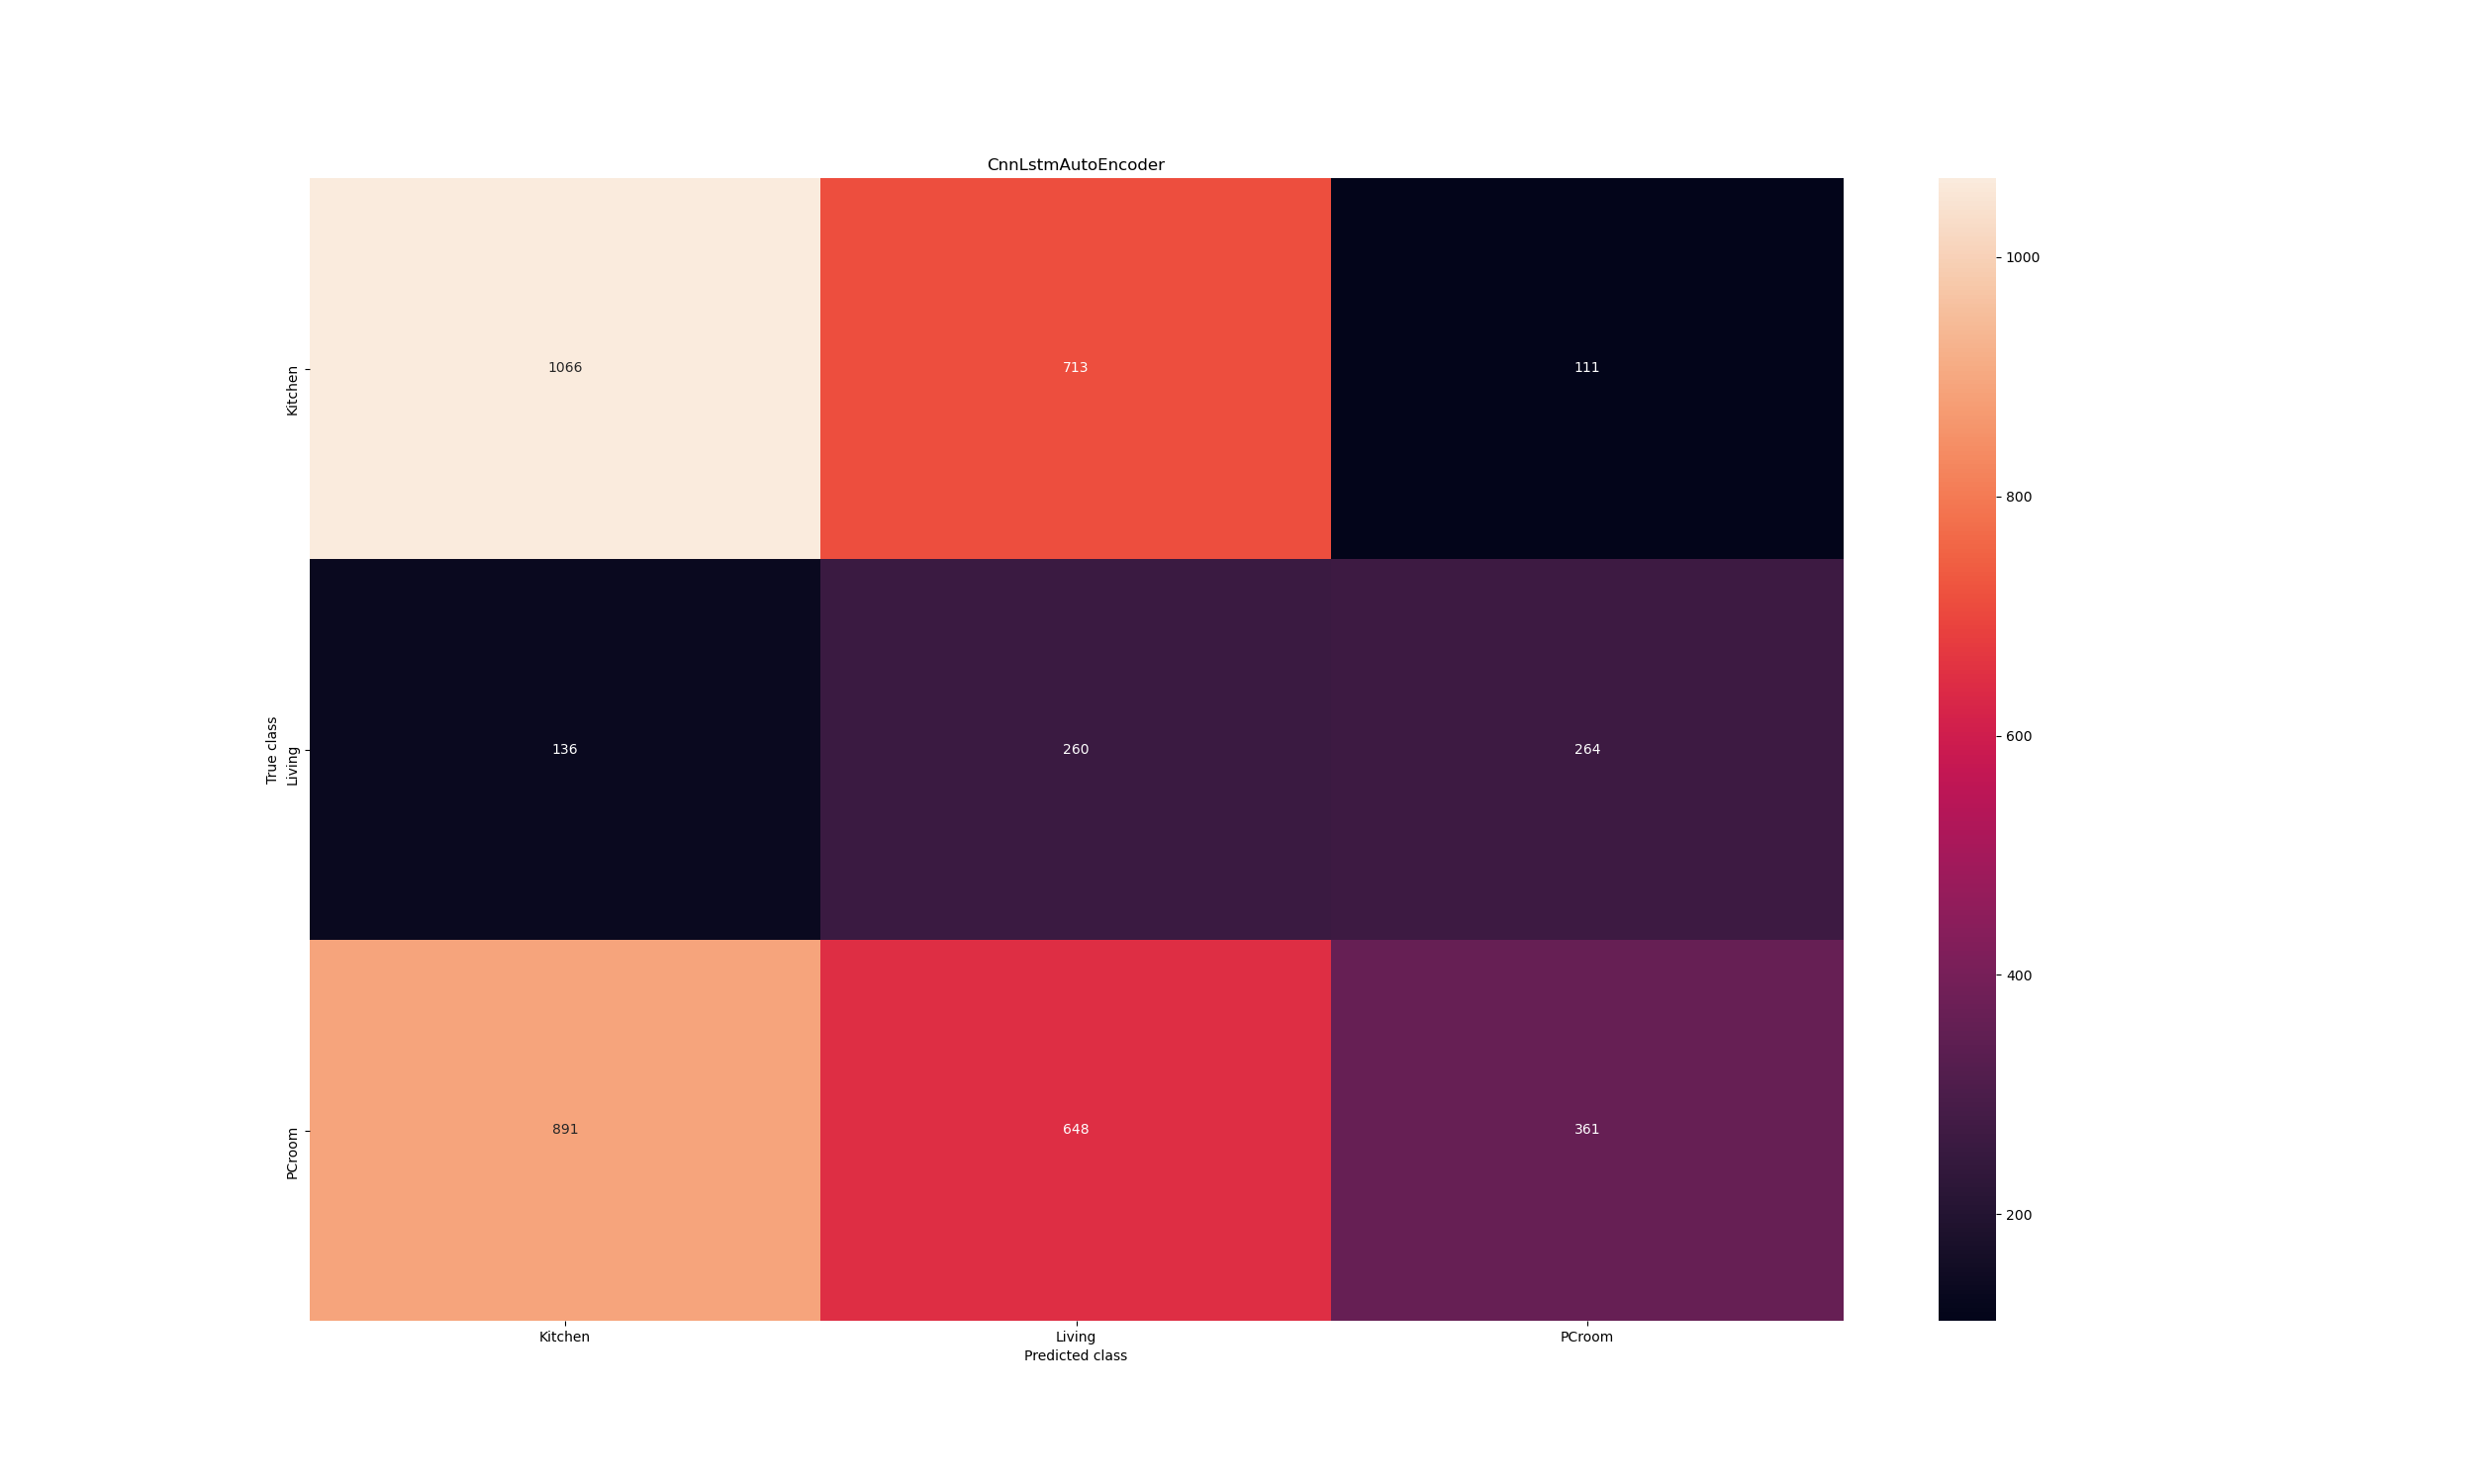 CnnLstmAutoEncoder
Kitchen
1066
713
111
1000
800
True class
Living
136
260
264
600
400
PCroom
891
648
361
200
Kitchen
Living
PCroom
Predicted class